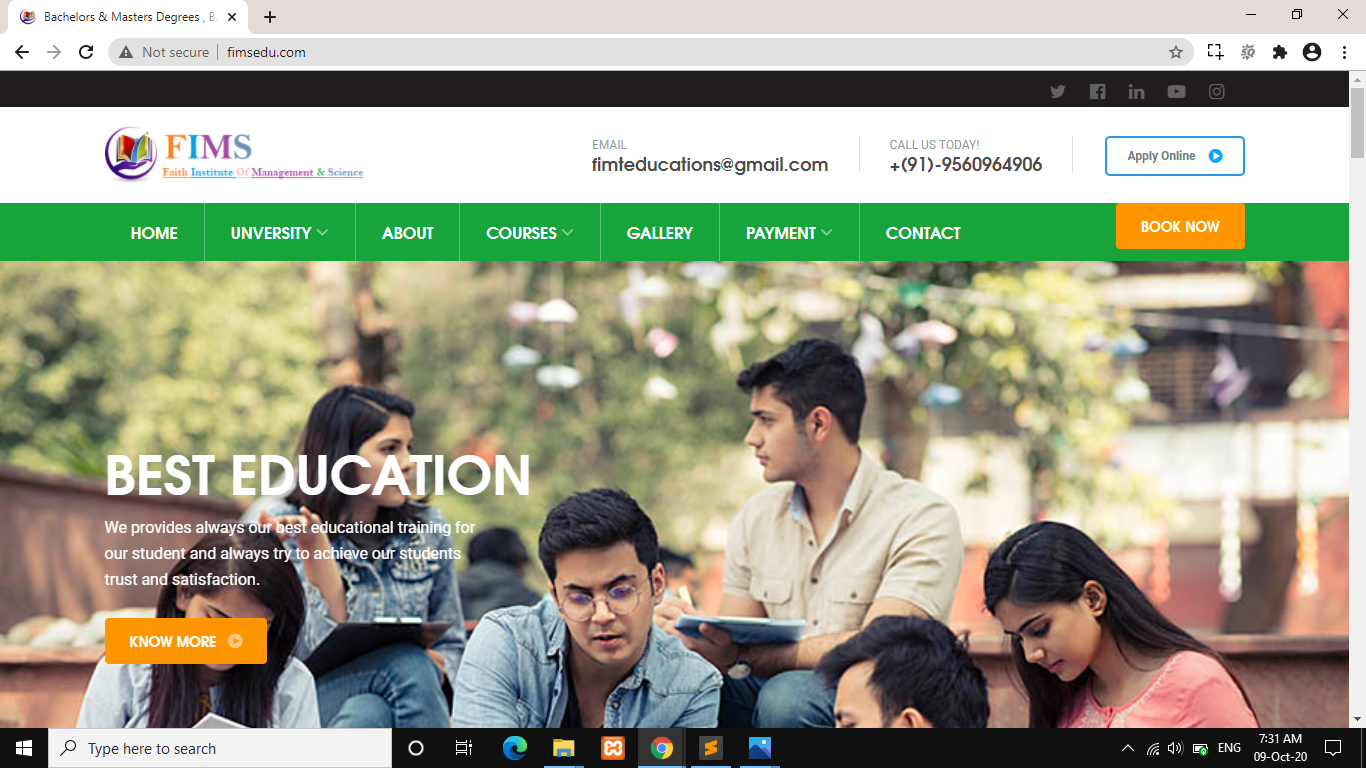 Bachelors & Masters Degrees , B
Not secure
fimsedu.com
FIMS
Faith Institute Of Management & Science
EMAIL
fimteducations@gmail.com
CALL US TODAY!
+(91)-9560964906
Apply Online
HOME
UNVERSITY
ABOUT
COURSES
GALLERY
PAYMENT
CONTACT
BOOK NOW
BEST EDUCATION
We provides always our best educational training for
our student and always try to achieve our students
trust and satisfaction.
KNOW MORE
Type here to search
ENG
7:31 AM
09-Oct-20